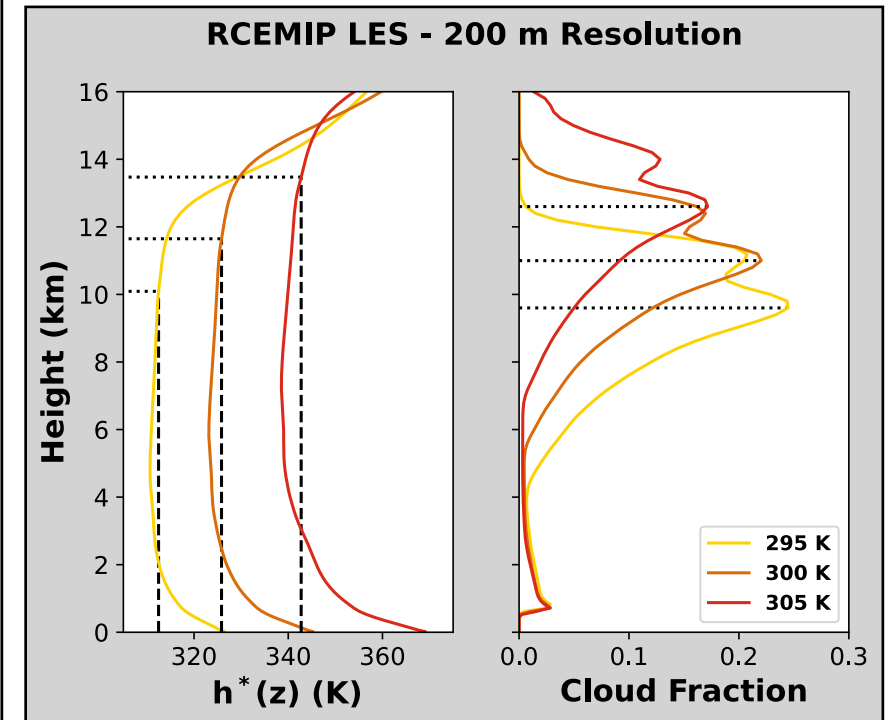 RCEMIP LES - 200 m Resolution
16
14
12
10
8
6
4
2
0
Height (km)
320 340 360
h*(z) (K)
0.0 0.1 0.2 0.3
Cloud Fraction
295 K
300 K
305 K